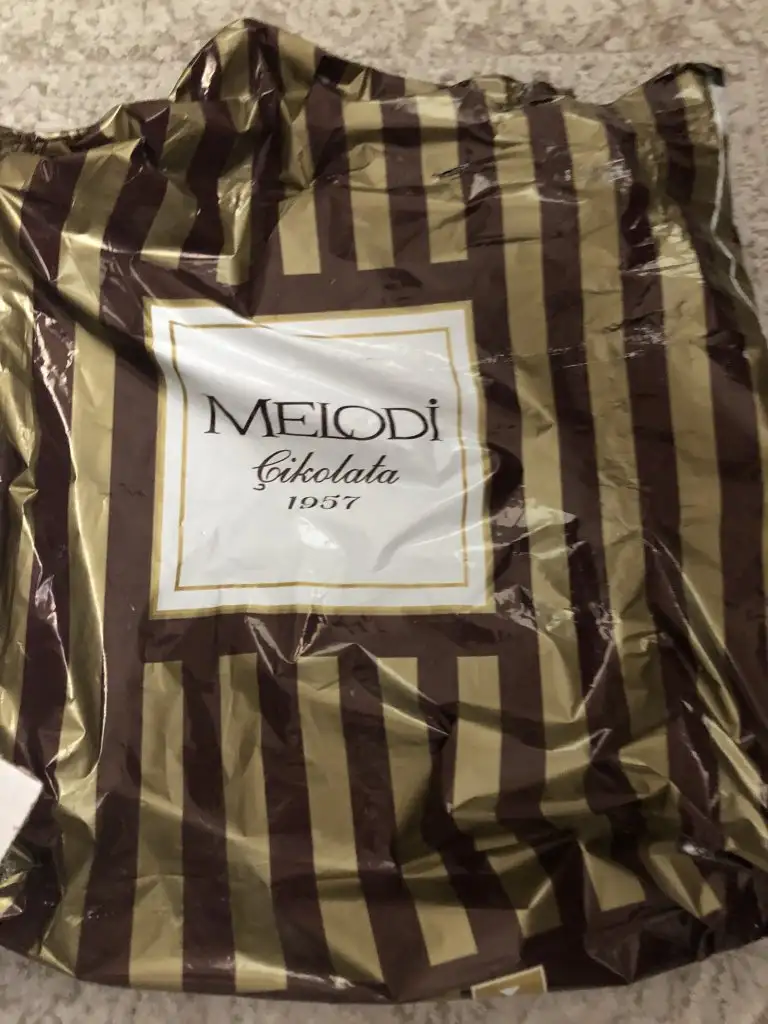 MELODİ
Çikolata
1957